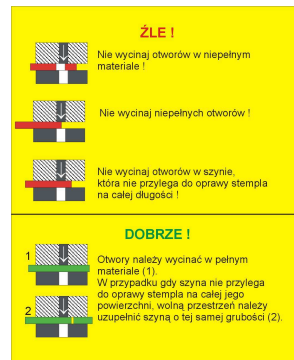 ŹLE !
Nie wycinaj otworów w niepełnym
materiale !
Nie wycinaj niepełnych otworów !
Nie wycinaj otworów w szynie,
która nie przylega do oprawy stempla
na całej długości !
DOBRZE !
1
Otwory należy wycinać w pełnym
materiale (1).
W przypadku gdy szyna nie przylega
do oprawy stempla na całej jego
powierzchni, wolną przestrzeń należy
uzupełnić szyną o tej samej grubości (2).
2